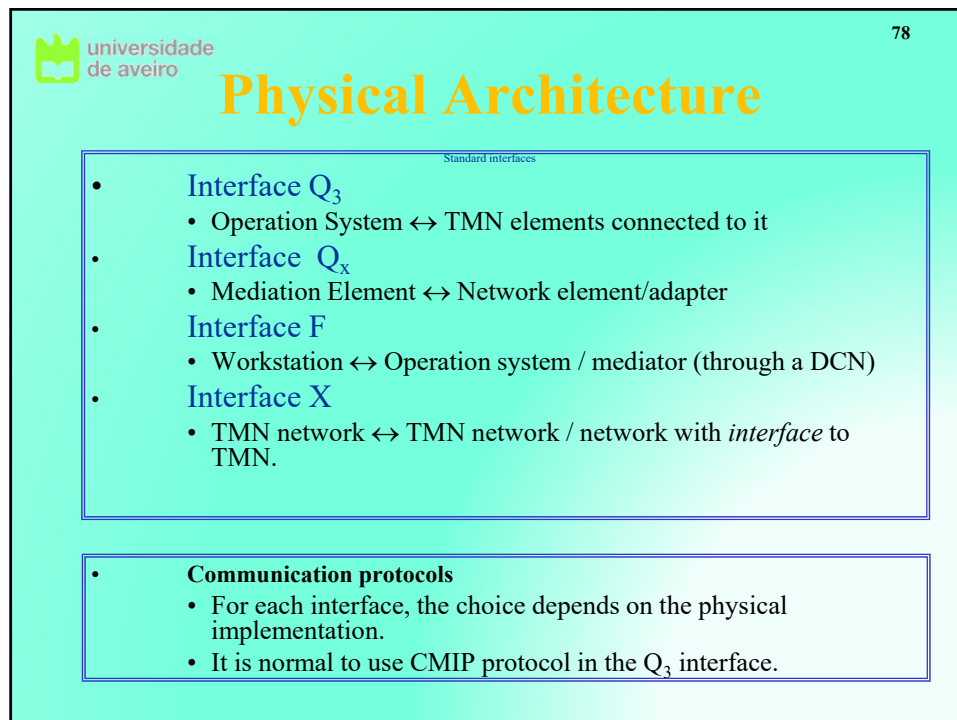 78
universidade
de aveiro
Physical Architecture
Standard interfaces
• Interface Q3
• Operation System ↔ TMN elements connected to it
• Interface Qx
• Mediation Element ↔ Network element/adapter
• Interface F
• Workstation ↔ Operation system / mediator (through a DCN)
• Interface X
• TMN network ↔ TMN network / network with interface to
TMN.
• Communication protocols
• For each interface, the choice depends on the physical
implementation.
• It is normal to use CMIP protocol in the Q3 interface.